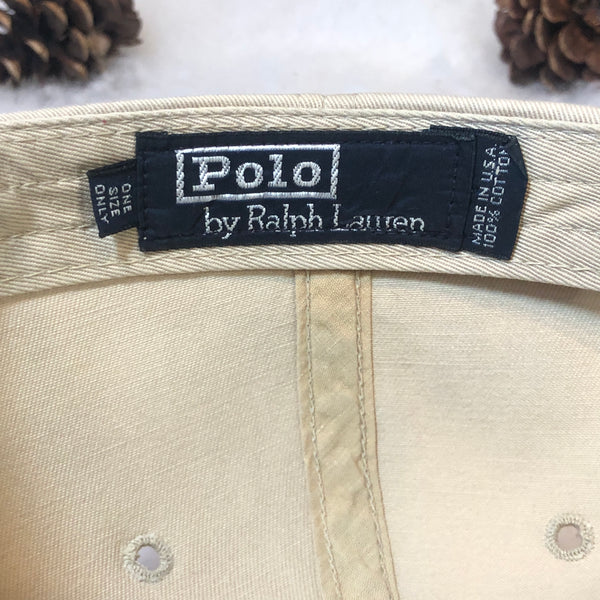 ONE
SIZE
ONLY
Polo
by Ralph Lauren
MADE IN U.S.A.
100% COTTON